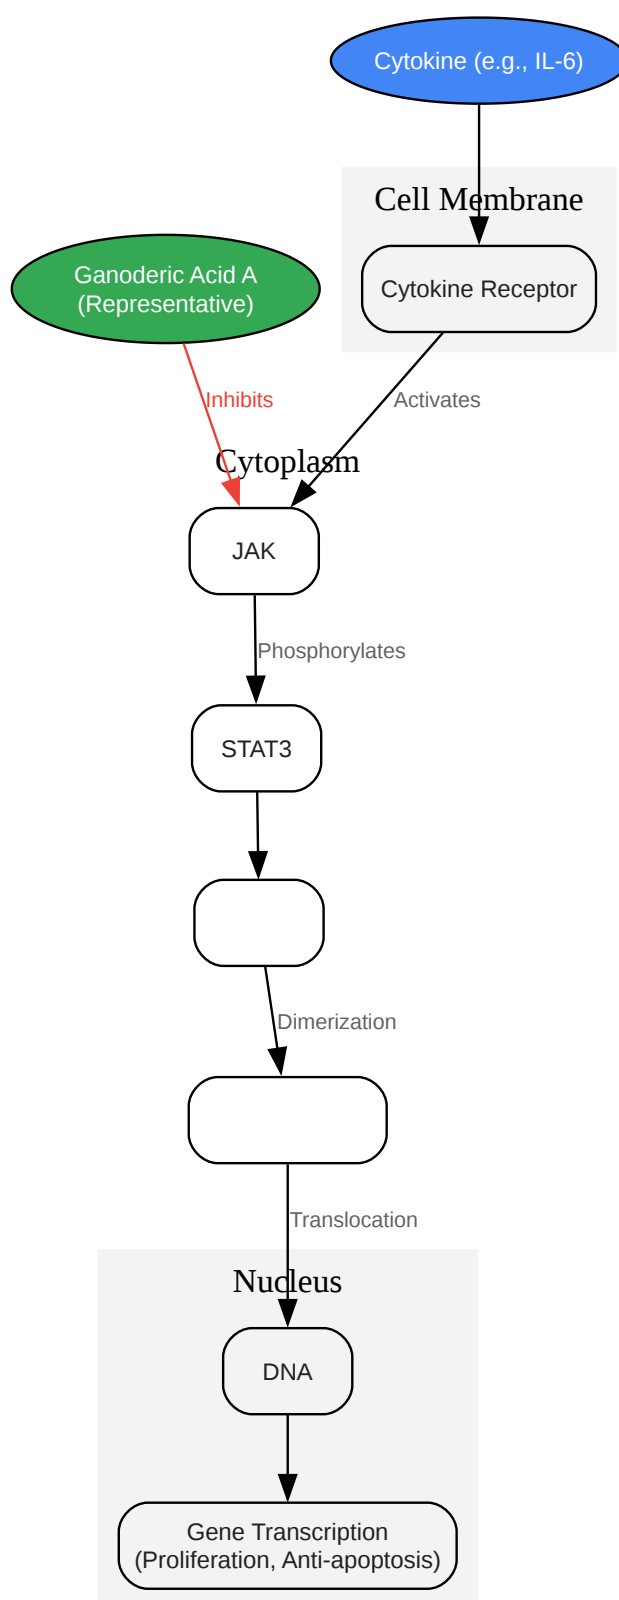 Cytokine (e.g., IL-6)
Cell Membrane
Ganoderic Acid A
(Representative)
Cytokine Receptor
Inhibits
Activates
Cytoplasm
JAK
Phosphorylates
STAT3
Dimerization
Translocation
Nucleus
DNA
Gene Transcription
(Proliferation, Anti-apoptosis)